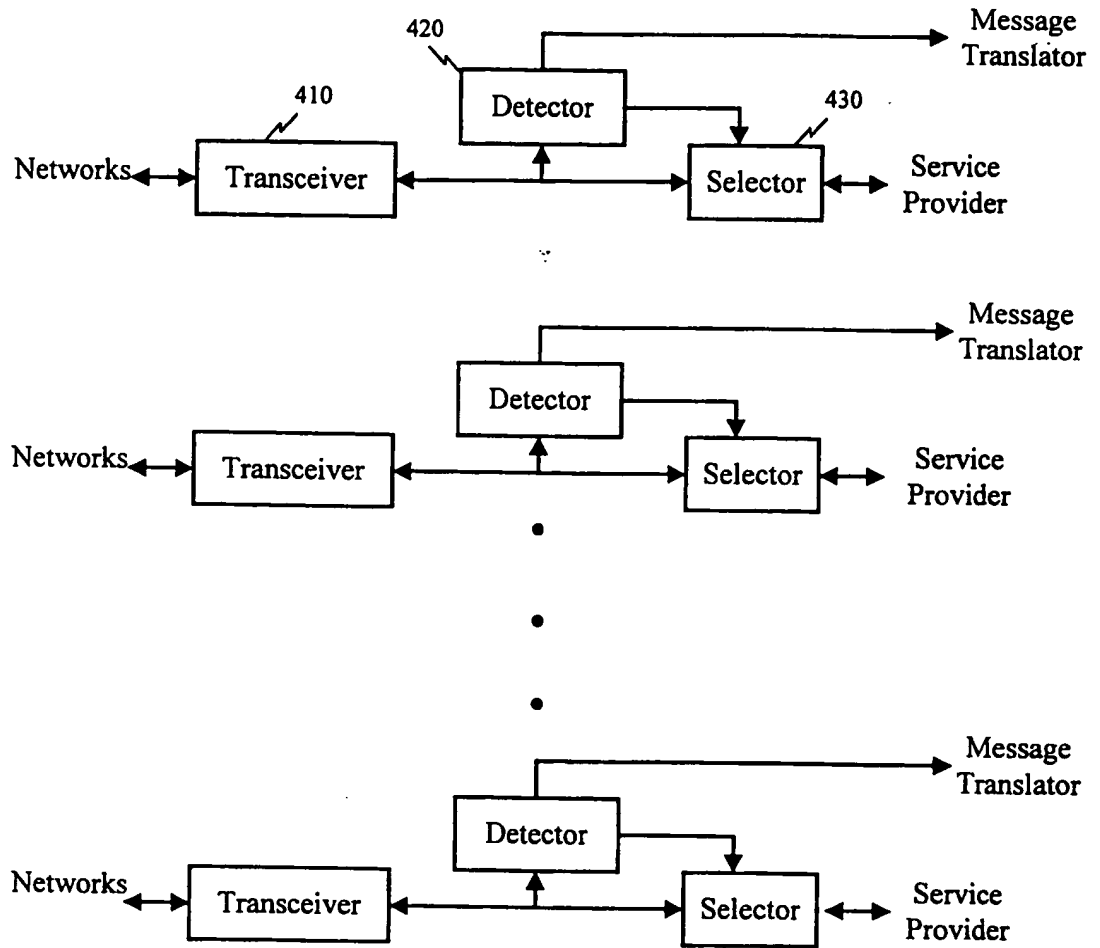 Message
Translator
420
Detector
410
430
Networks
Transceiver
Selector
Service
Provider
Message
Translator
Detector
Networks
Transceiver
Selector
Service
Provider
Message
Translator
Detector
Networks
Transceiver
Selector
Service
Provider